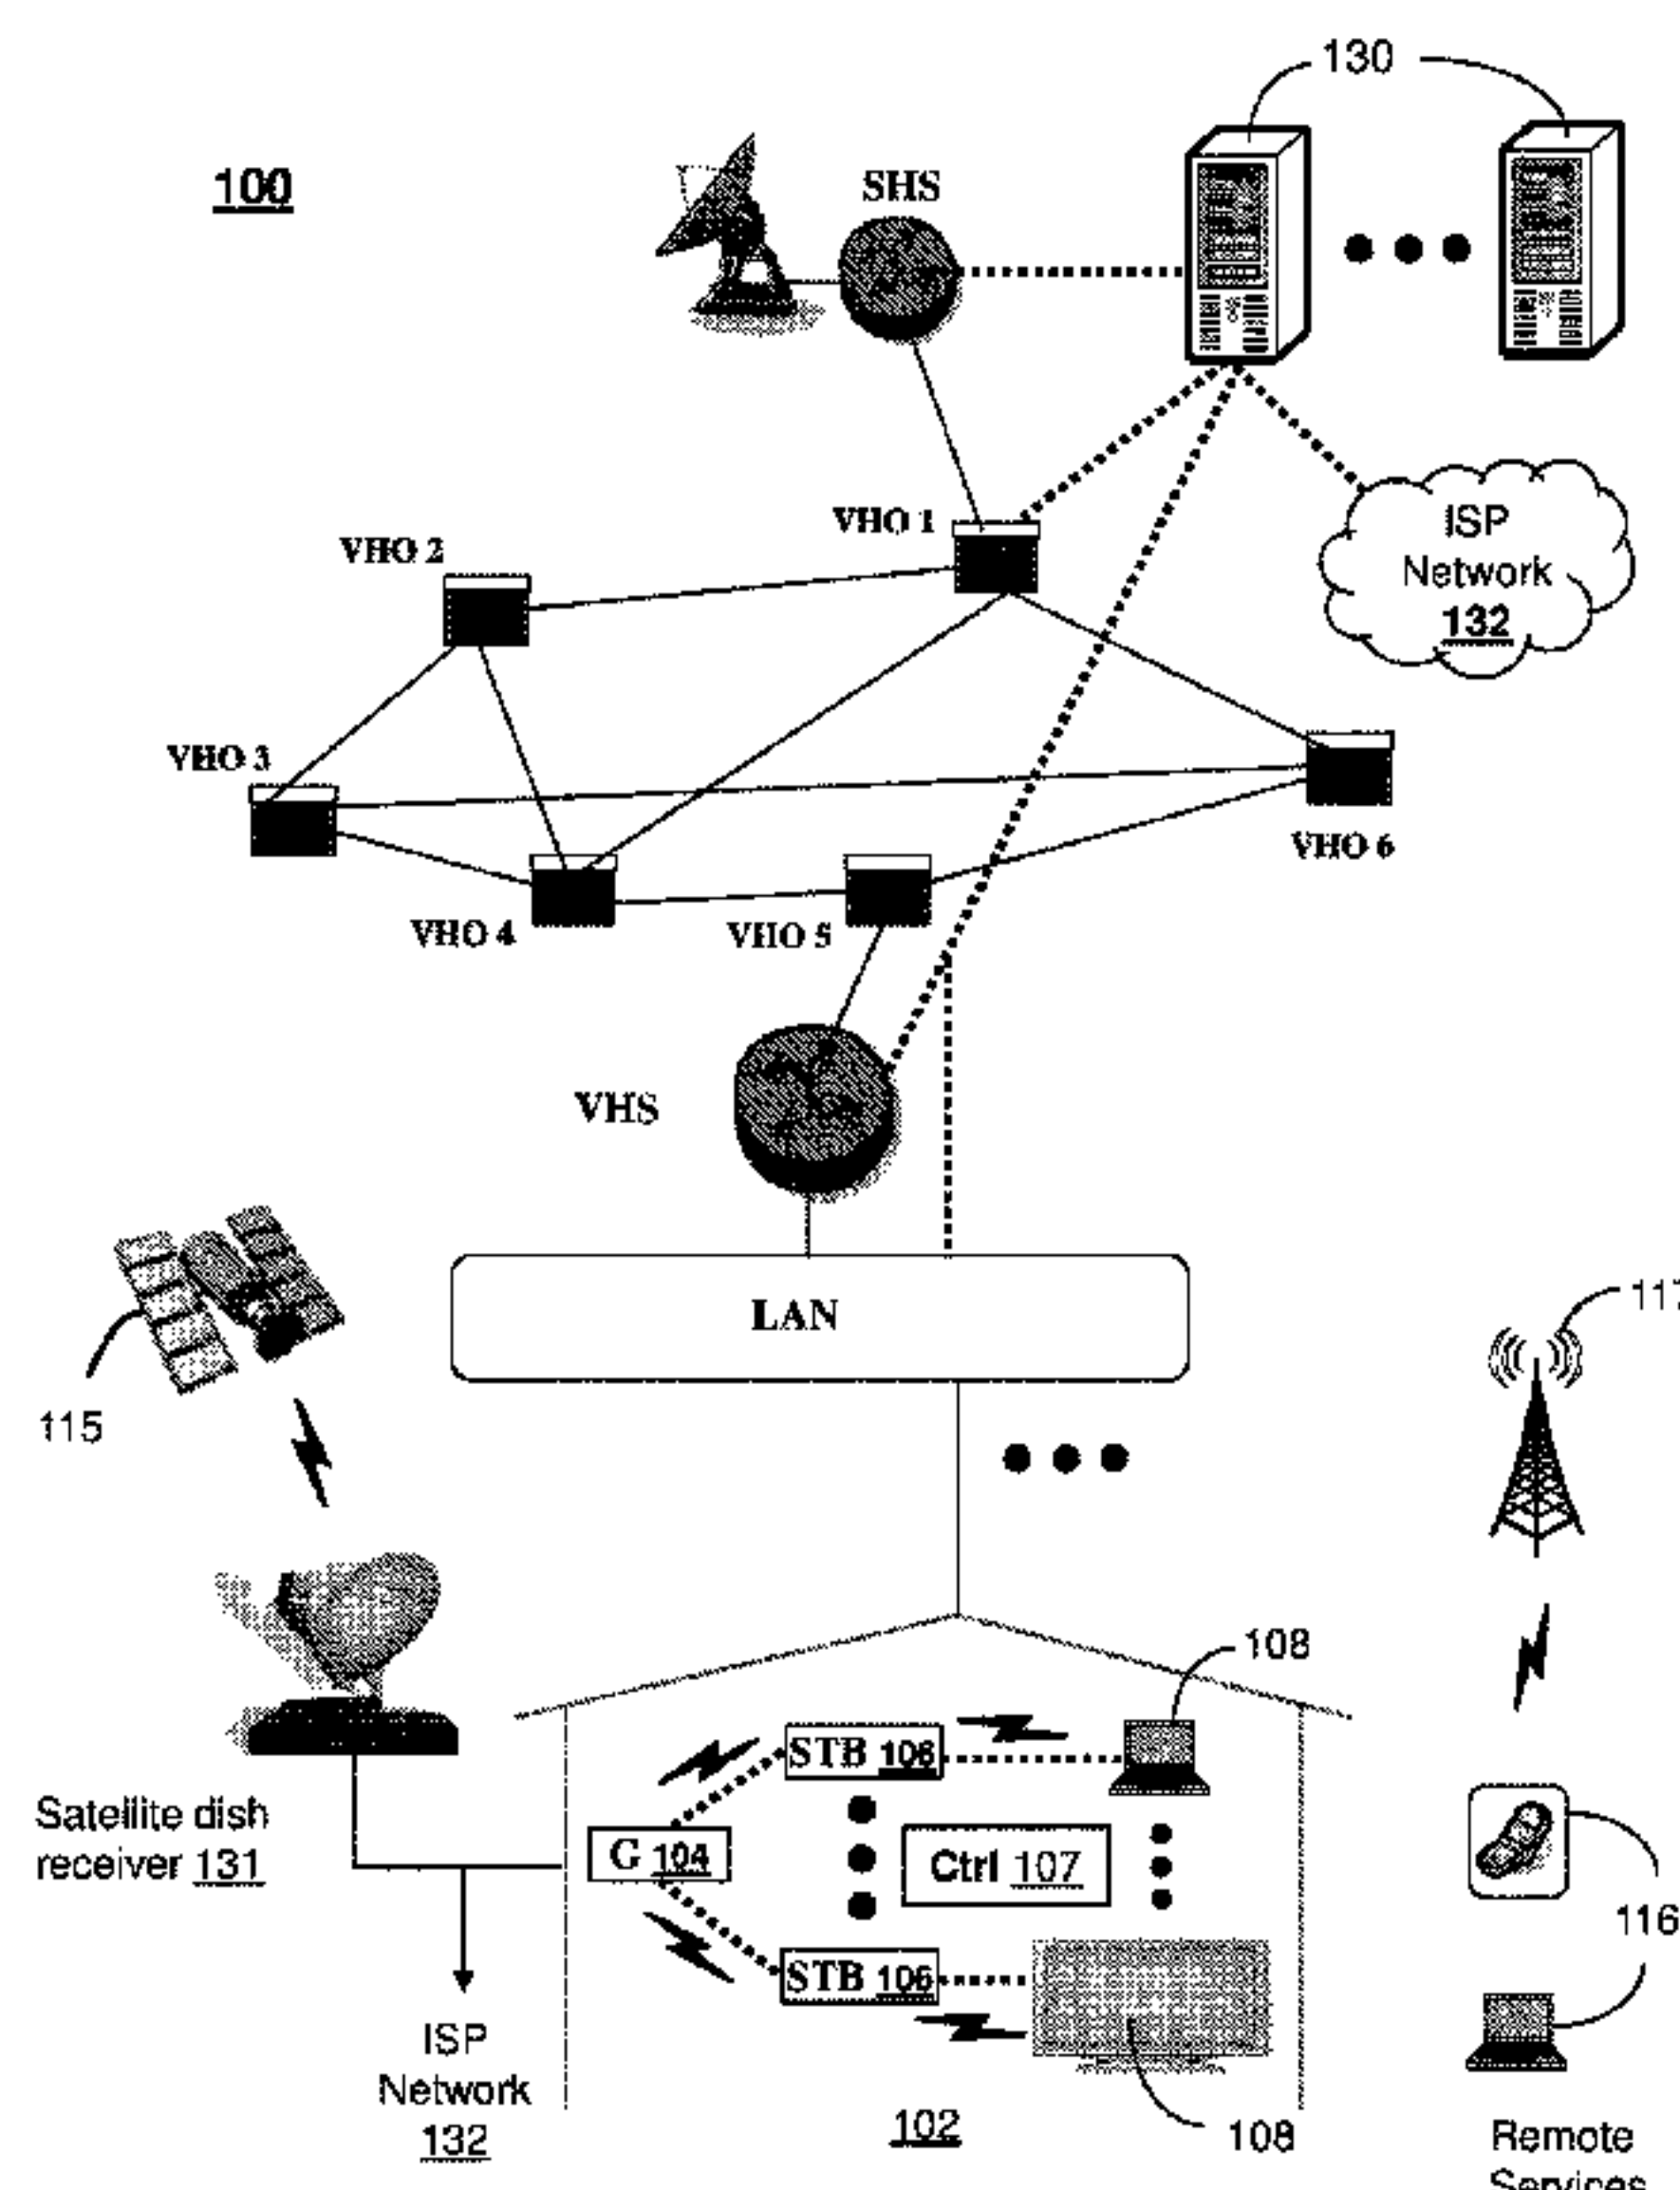 130
100
SHS
ISP
Network
132
VHO 1
VHO 2
VHO 3
VHO 6
VHO 4
VHO 5
VHS
LAN
117
115
108
STB 106
Satellite dish
receiver 131
G 104
Ctrl 107
116
STB 106
ISP
Network
132
102
108
Remote
Services